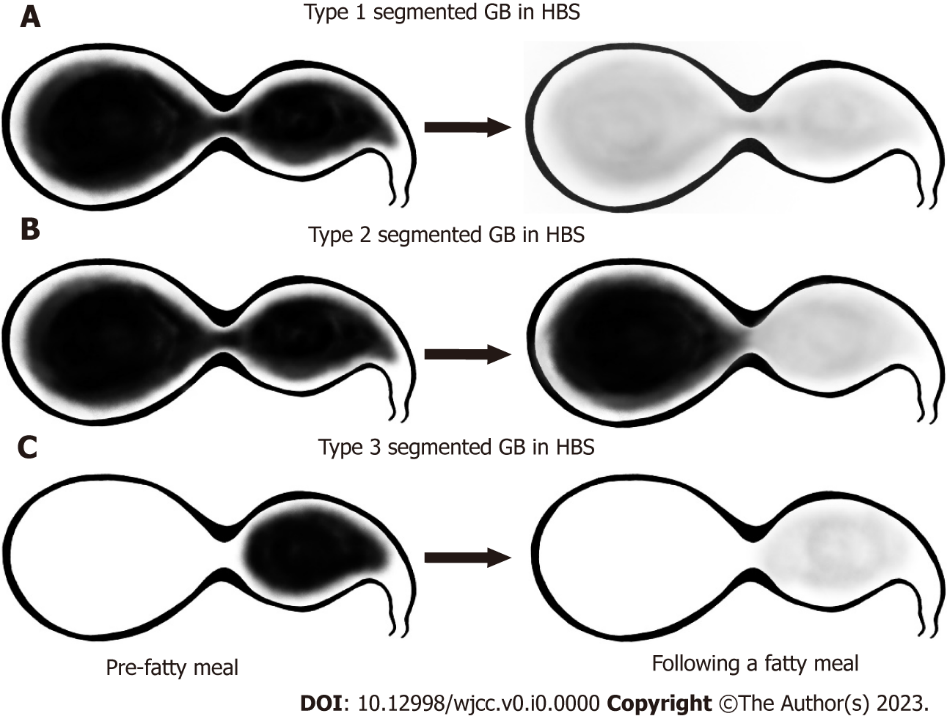 A
Type 1 segmented GB in HBS
B
Type 2 segmented GB in HBS
C
Type 3 segmented GB in HBS
Pre-fatty meal
Following a fatty meal
DOI: 10.12998/wjcc.v0.i0.0000 Copyright ©The Author(s) 2023.